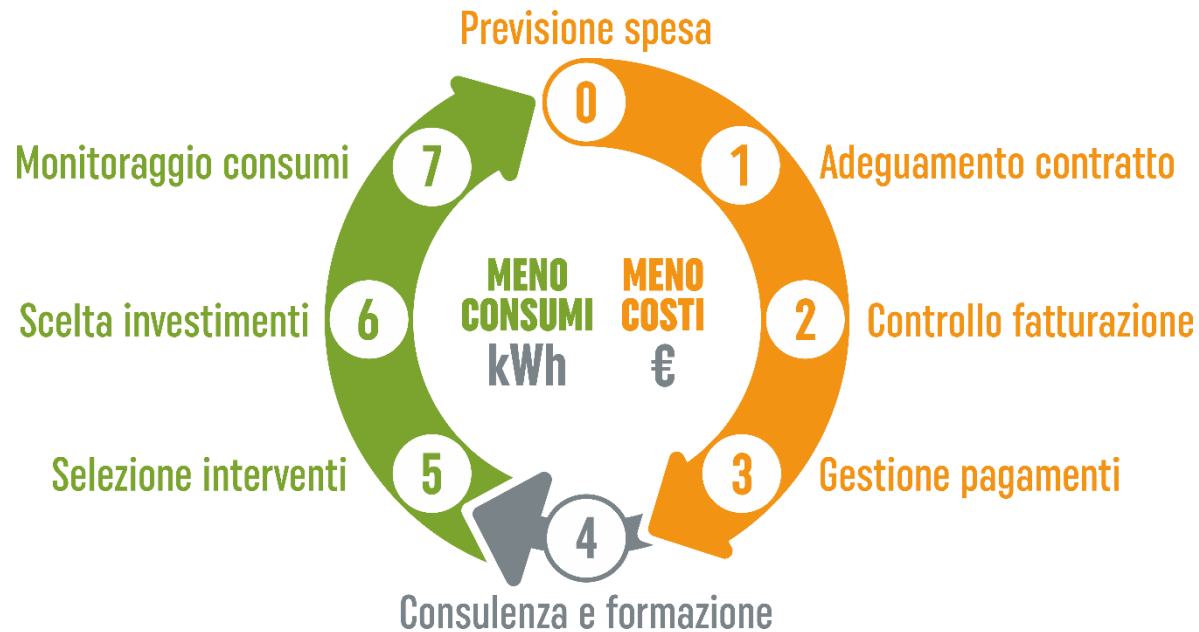 Previsione spesa
0
1
Adeguamento contratto
2
Controllo fatturazione
3
Gestione pagamenti
4
Consulenza e formazione
5
Selezione interventi
6
Scelta investimenti
7
Monitoraggio consumi
MENO
CONSUMI
kWh
MENO
COSTI
€